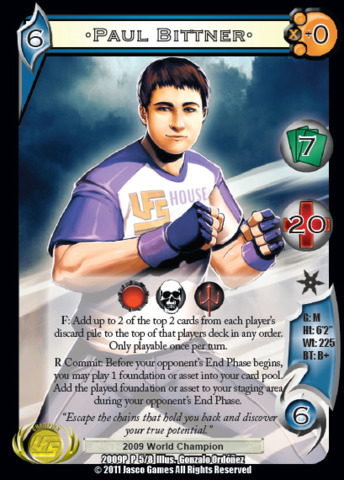 6
·Paul Bittner·
X +0
7
UFS HOUSE
20
F: Add up to 2 of the top 2 cards from each player's
discard pile to the top of that players deck in any order.
Only playable once per turn.
R Commit: Before your opponent's End Phase begins,
you may play 1 foundation or asset into your card pool.
Add the played foundation or asset to your staging area
during your opponent's End Phase.
"Escape the chains that hold you back and discover
your true potential."
G: M
Ht: 6'2"
Wt: 225
BT: B+
6
2009 World Champion
UFS
2009P P-5/8 Illus. Gonzalo Ordóñez
© 2011 Jasco Games All Rights Reserved